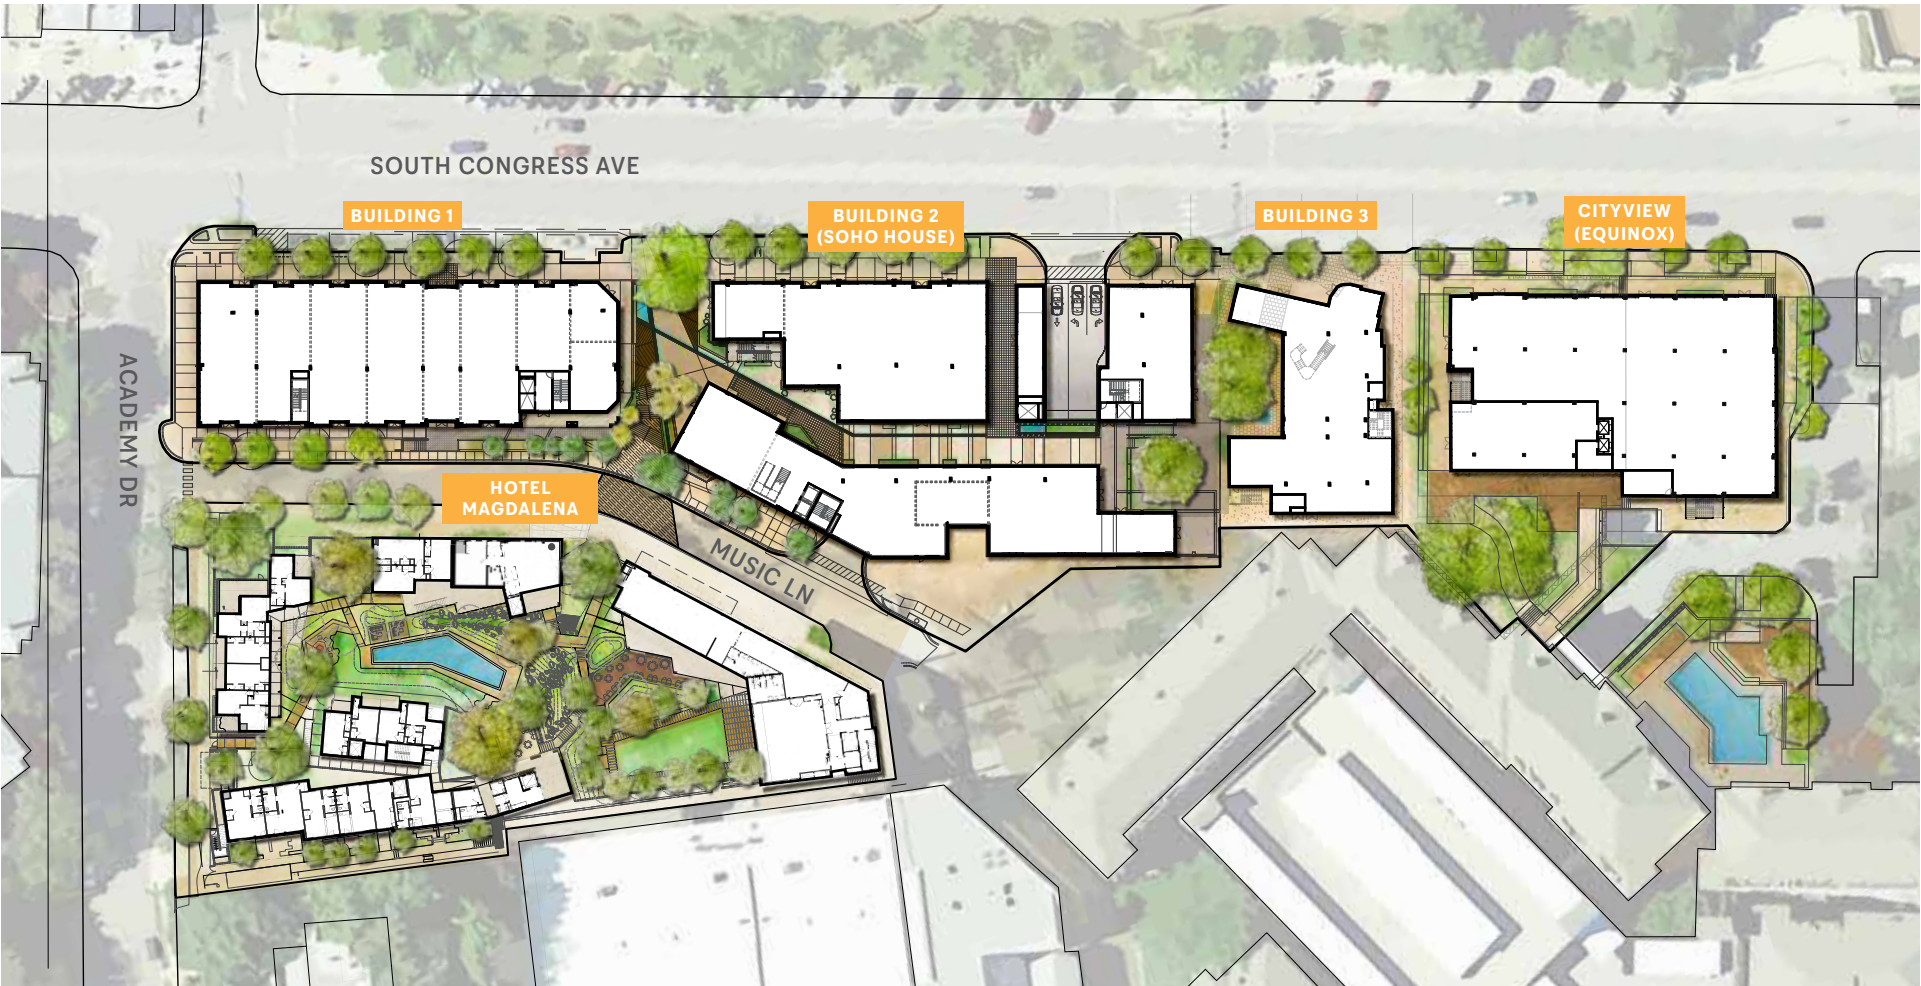 SOUTH CONGRESS AVE
BUILDING 1
BUILDING 2
(SOHO HOUSE)
BUILDING 3
CITYVIEW
(EQUINOX)
ACADEMY DR
HOTEL
MAGDALENA
MUSIC LN